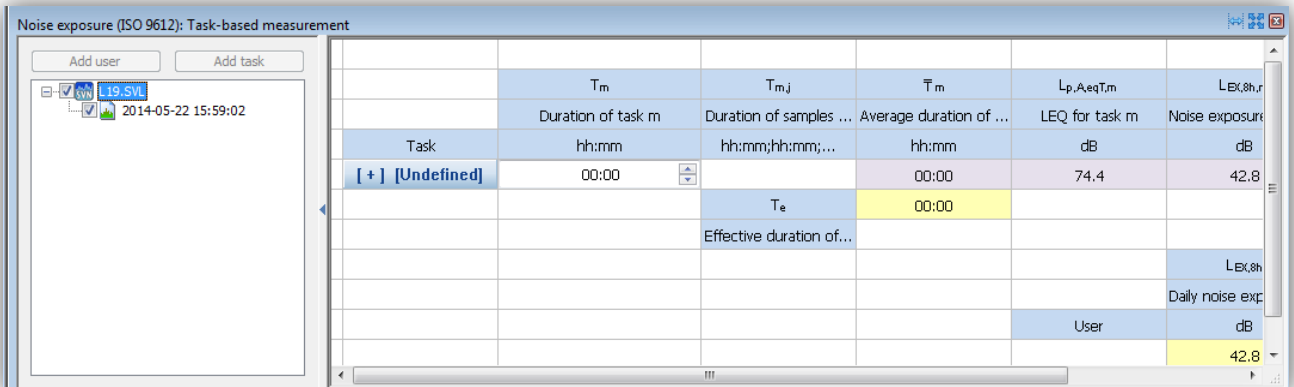 Noise exposure (ISO 9612): Task-based measurement
Add user Add task
L19.SVL
2014-05-22 15:59:02
Tm Tm,j T̅m Lp,A,eqT,m LEX,8h,r
Duration of task m Duration of samples ... Average duration of ... LEQ for task m Noise exposure
Task hh:mm hh:mm;hh:mm;... hh:mm dB dB
[ + ] [Undefined] 00:00 00:00 74.4 42.8
Te 00:00
Effective duration of...
LEX,8h
Daily noise exp
User dB
42.8